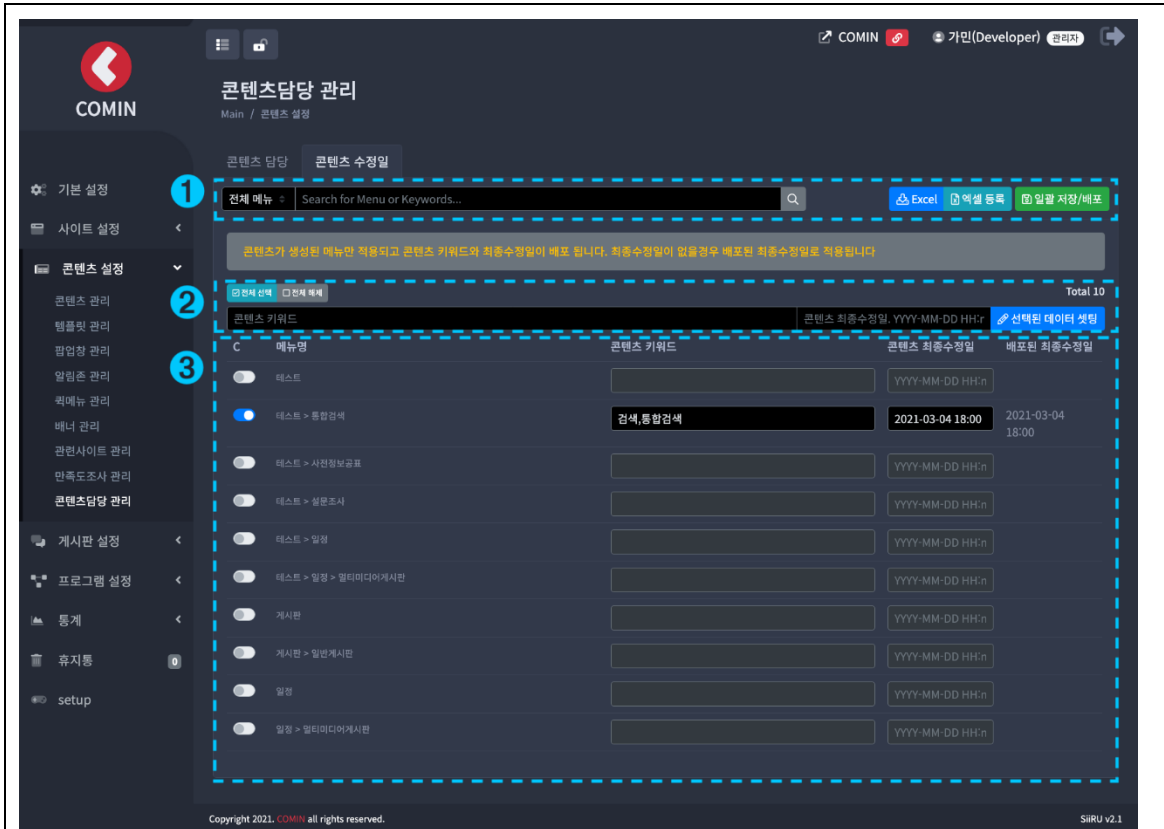 COMIN
가민(Developer)
관리자
COMIN
콘텐츠담당 관리
Main / 콘텐츠 설정
콘텐츠 담당
콘텐츠 수정일
기본 설정
사이트 설정
콘텐츠 설정
콘텐츠 관리
템플릿 관리
팝업창 관리
알림존 관리
퀵메뉴 관리
배너 관리
관련사이트 관리
만족도조사 관리
콘텐츠담당 관리
게시판 설정
프로그램 설정
통계
휴지통 0
setup
1
전체 메뉴 Search for Menu or Keywords...
Excel 엑셀 등록 일괄 저장/배포
콘텐츠가 생성된 메뉴만 적용되고 콘텐츠 키워드와 최종수정일이 배포 됩니다. 최종수정일이 없을경우 배포된 최종수정일로 적용됩니다
2
전체 선택 전체 해제 Total 10
콘텐츠 키워드 콘텐츠 최종수정일. YYYY-MM-DD HH:r 선택된 데이터 셋팅
3
C 메뉴명 콘텐츠 키워드 콘텐츠 최종수정일 배포된 최종수정일
테스트 YYYY-MM-DD HH:n
테스트 > 통합검색 검색,통합검색 2021-03-04 18:00 2021-03-04
18:00
테스트 > 사전정보공표 YYYY-MM-DD HH:n
테스트 > 설문조사 YYYY-MM-DD HH:n
테스트 > 일정 YYYY-MM-DD HH:n
테스트 > 일정 > 멀티미디어게시판 YYYY-MM-DD HH:n
게시판 YYYY-MM-DD HH:n
게시판 > 일반게시판 YYYY-MM-DD HH:n
일정 YYYY-MM-DD HH:n
일정 > 멀티미디어게시판 YYYY-MM-DD HH:n
Copyright 2021. COMIN all rights reserved.
SiiRU v2.1